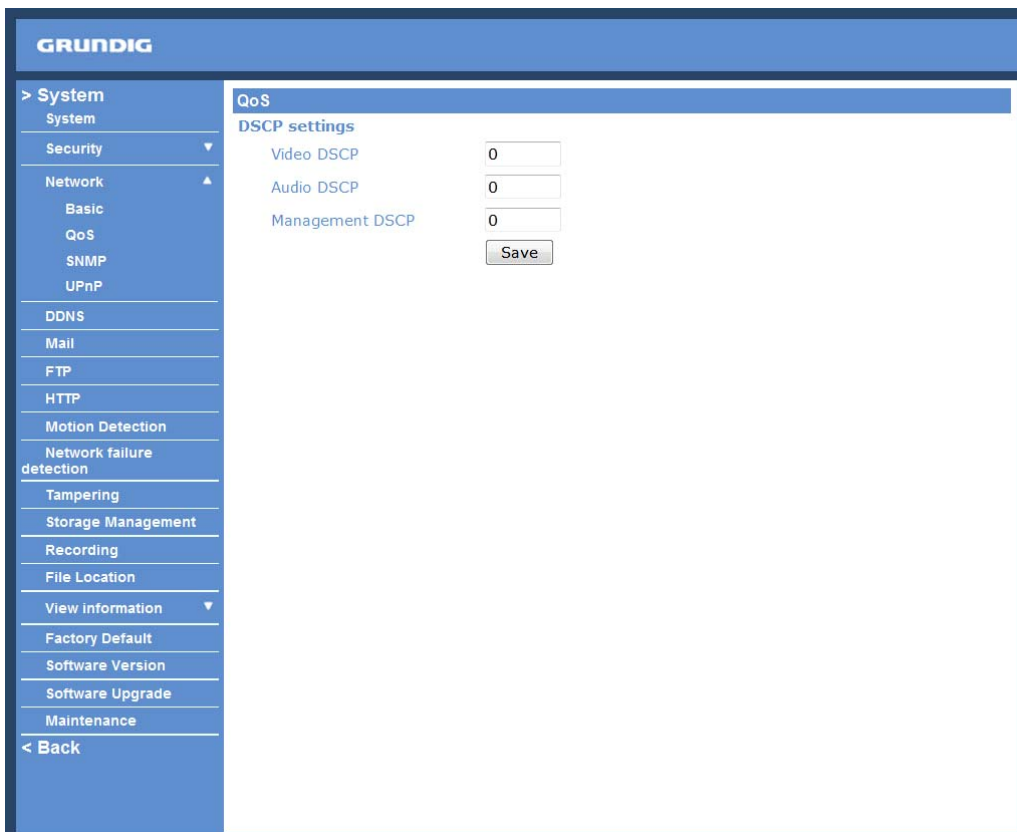 GRUNDIG
> System
System
Security
Network
Basic
QoS
SNMP
UPnP
DDNS
Mail
FTP
HTTP
Motion Detection
Network failure
detection
Tampering
Storage Management
Recording
File Location
View information
Factory Default
Software Version
Software Upgrade
Maintenance
< Back
QoS
DSCP settings
Video DSCP 0
Audio DSCP 0
Management DSCP 0
Save